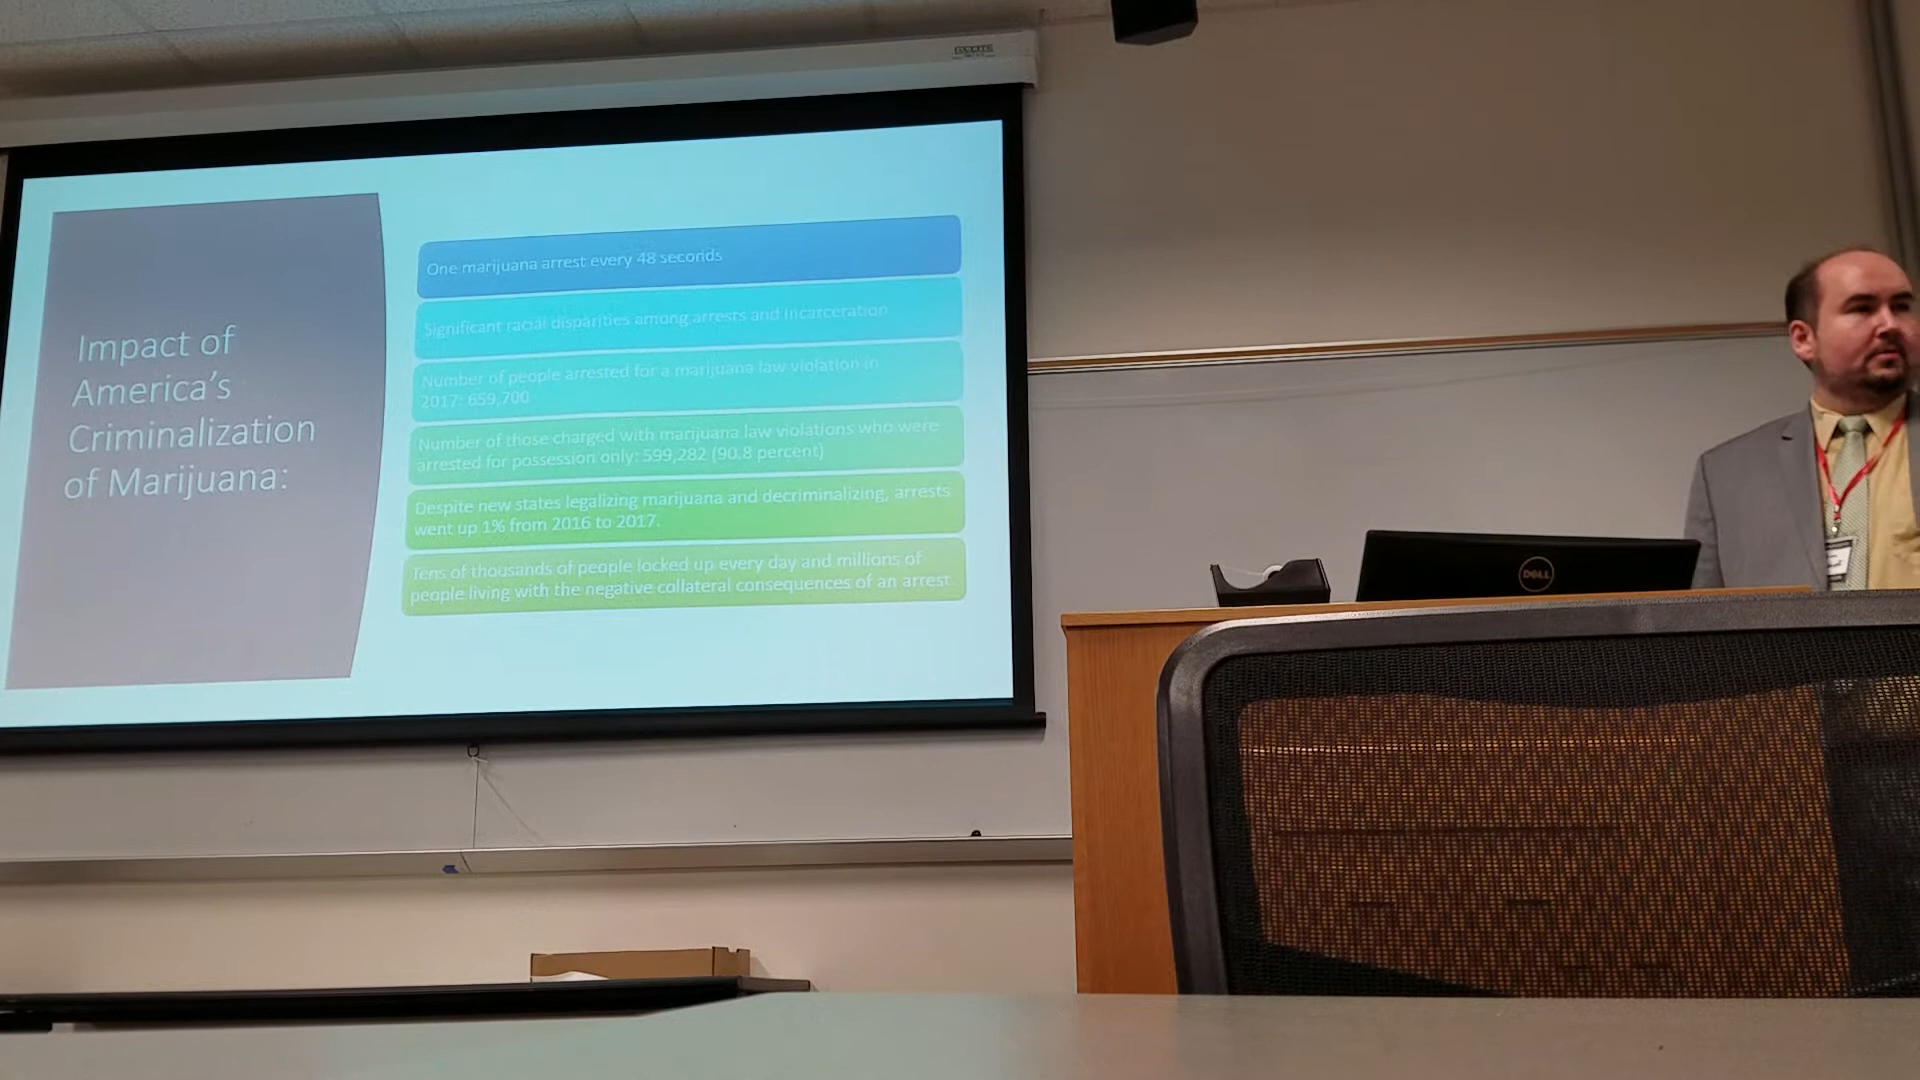 Impact of
America's
Criminalization
of Marijuana:
One marijuana arrest every 48 seconds
Significant racial disparities among arrests and incarceration
Number of people arrested for a marijuana law violation in
2017: 659,700
Number of those charged with marijuana law violations who were
arrested for possession only: 599,282 (90.8 percent)
Despite new states legalizing marijuana and decriminalizing, arrests
went up 1% from 2016 to 2017.
Tens of thousands of people locked up every day and millions of
people living with the negative collateral consequences of an arrest
DELL